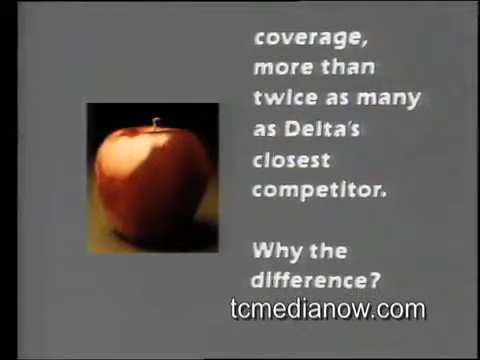 coverage,
more than
twice as many
as Delta's
closest
competitor.
Why the
difference?
tcmedianow.com